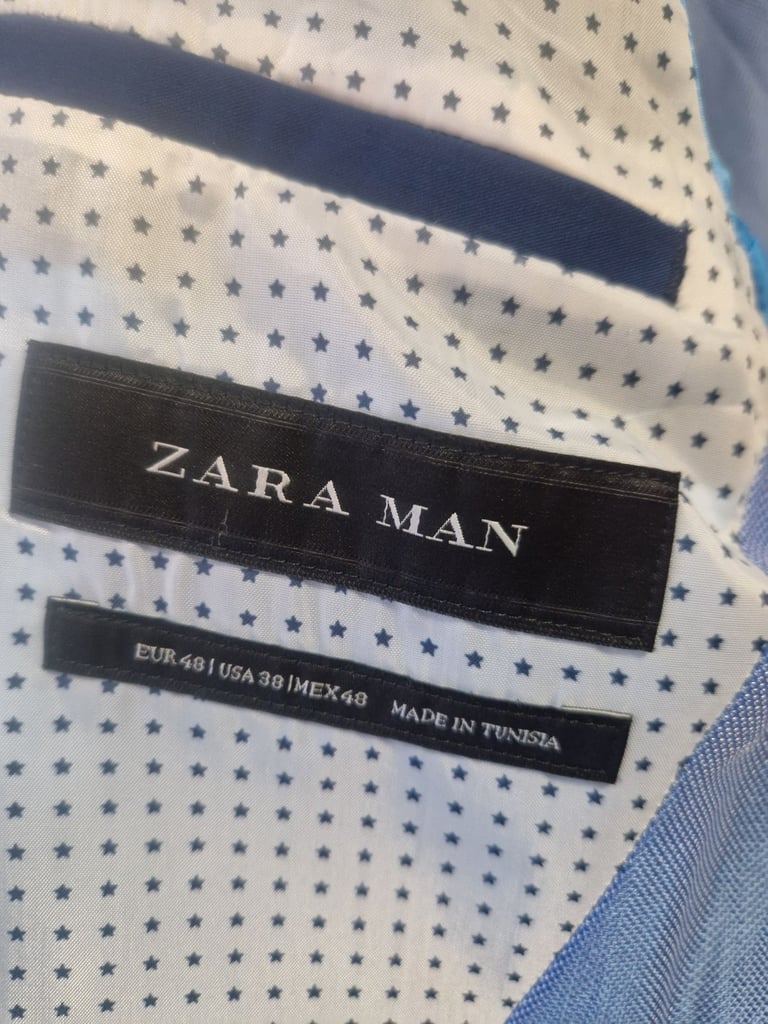 ZARA MAN
EUR 48 | USA 38 | MEX 48 MADE IN TUNISIA